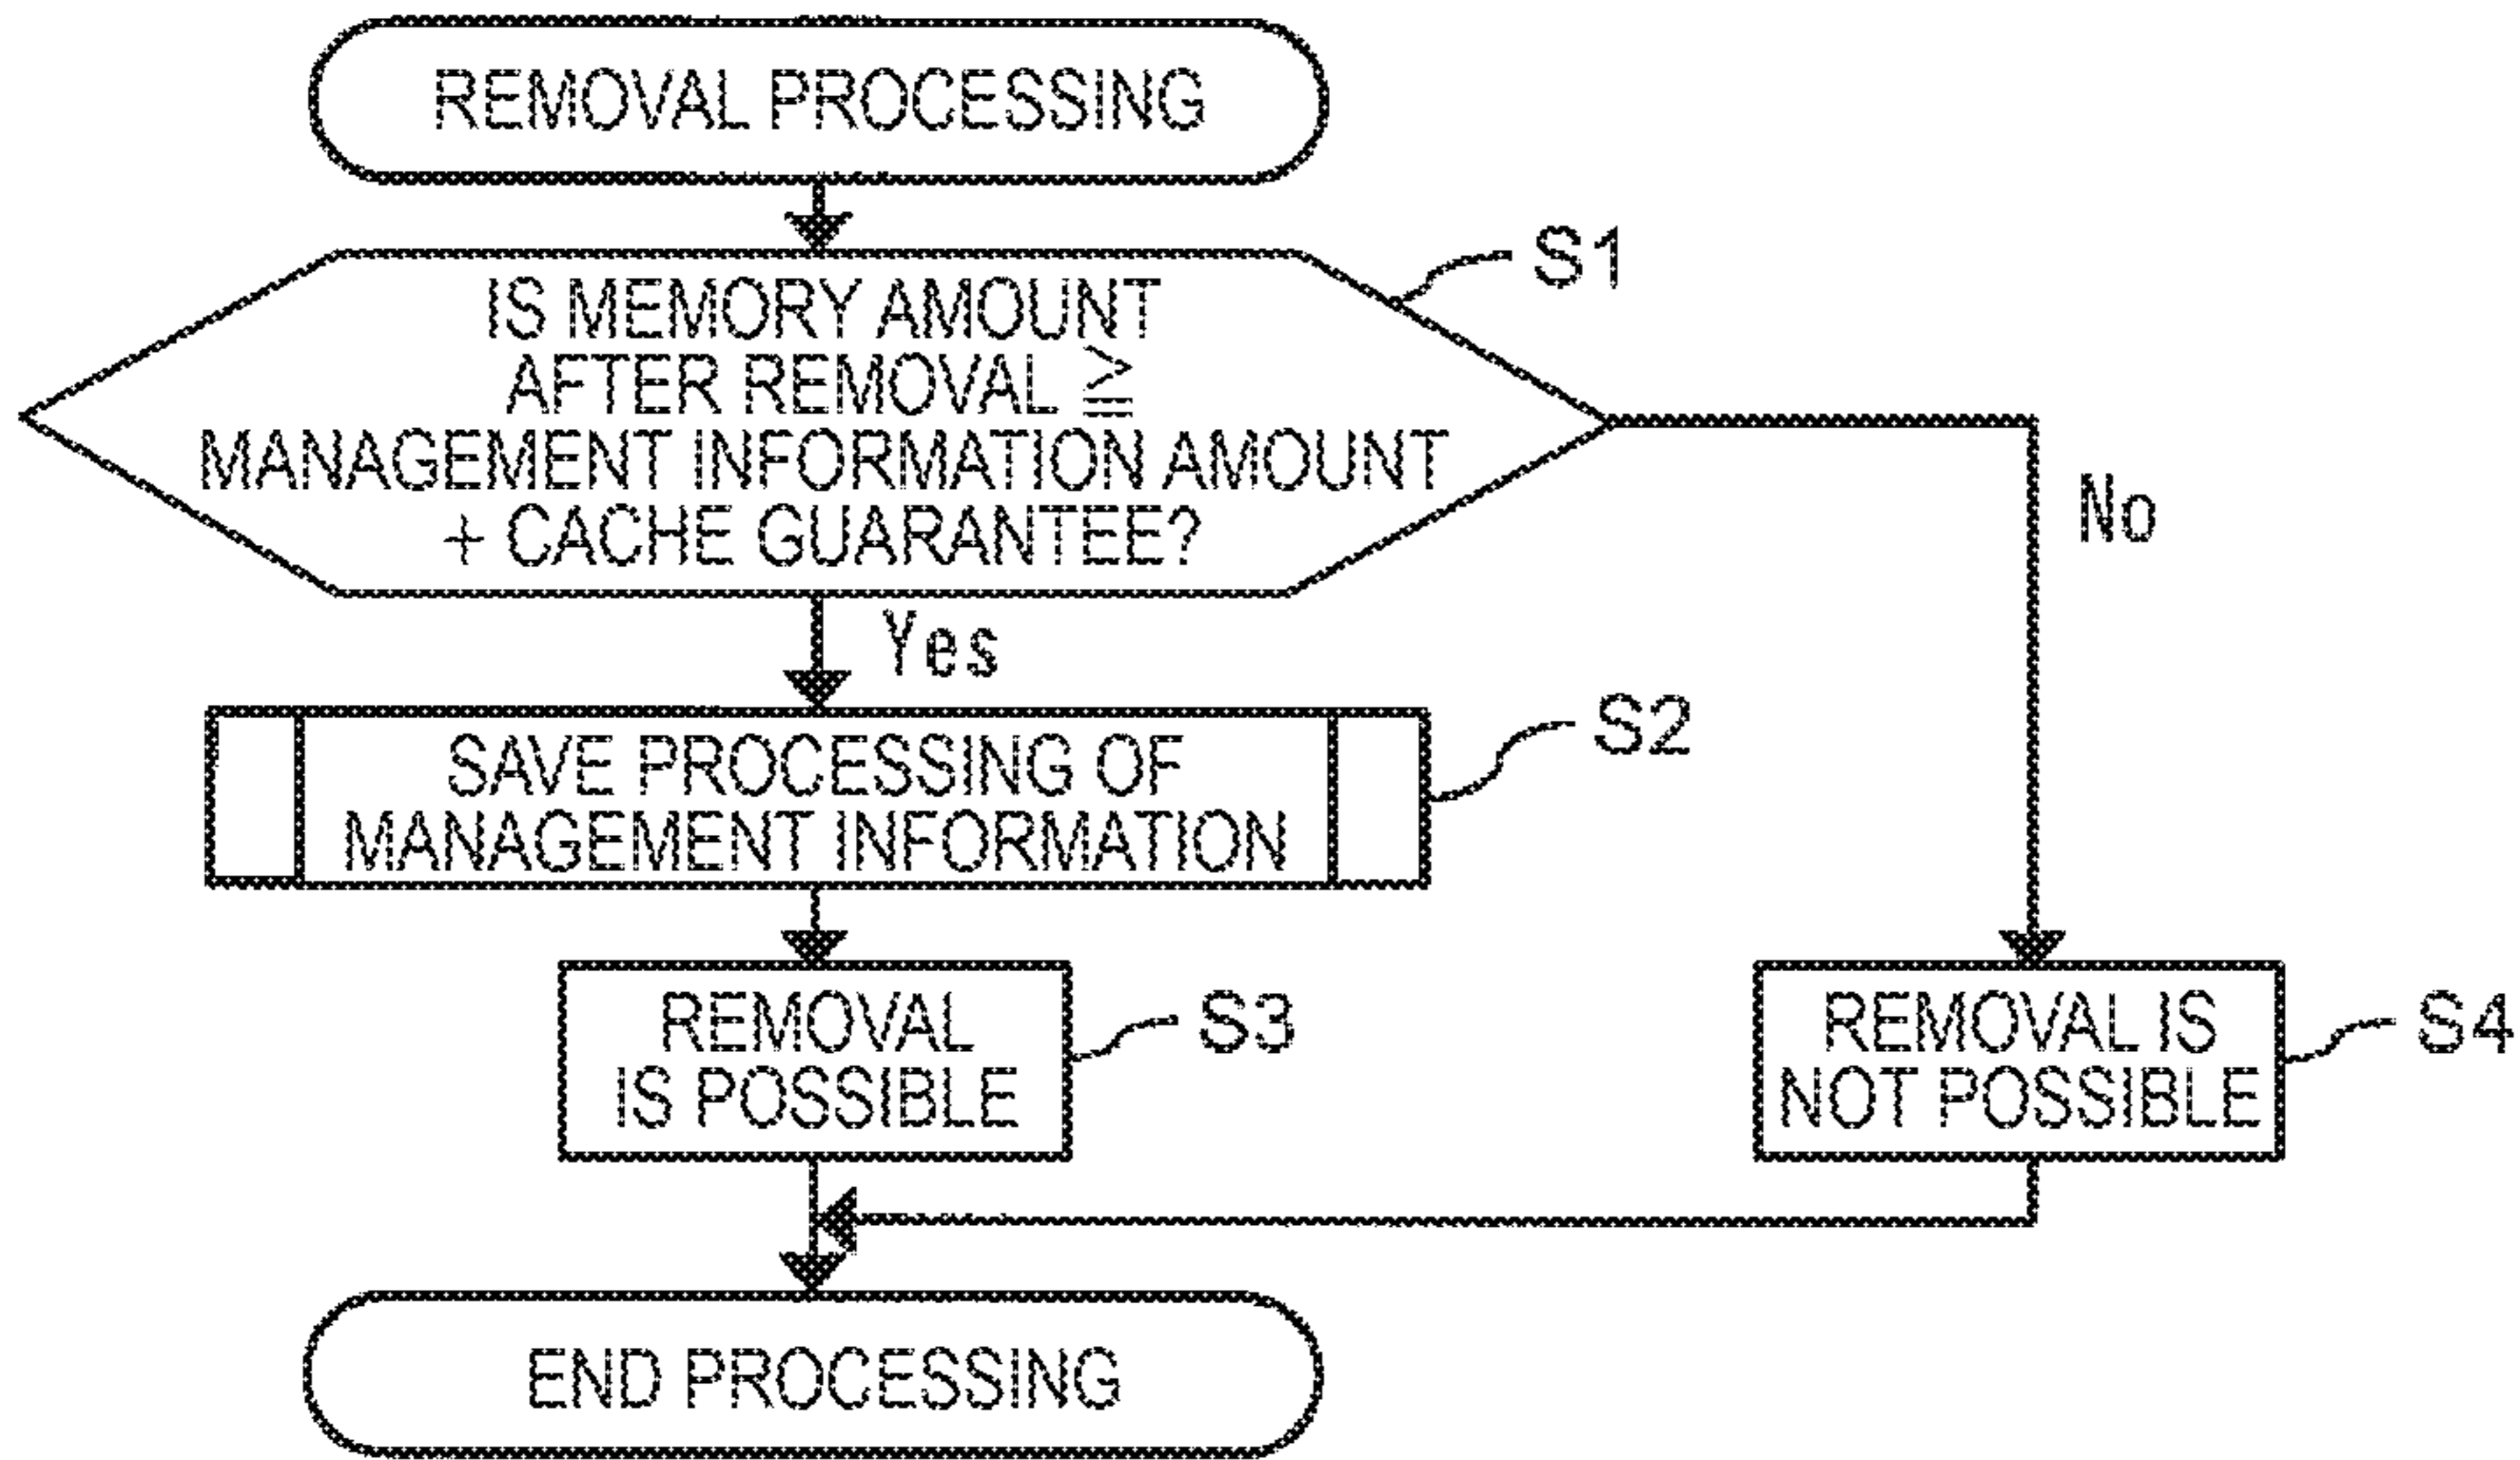 REMOVAL PROCESSING
S1
IS MEMORY AMOUNT
AFTER REMOVAL ≧
MANAGEMENT INFORMATION AMOUNT
+ CACHE GUARANTEE?
No
Yes
S2
SAVE PROCESSING OF
MANAGEMENT INFORMATION
REMOVAL
IS POSSIBLE
S3
REMOVAL IS
NOT POSSIBLE
S4
END PROCESSING